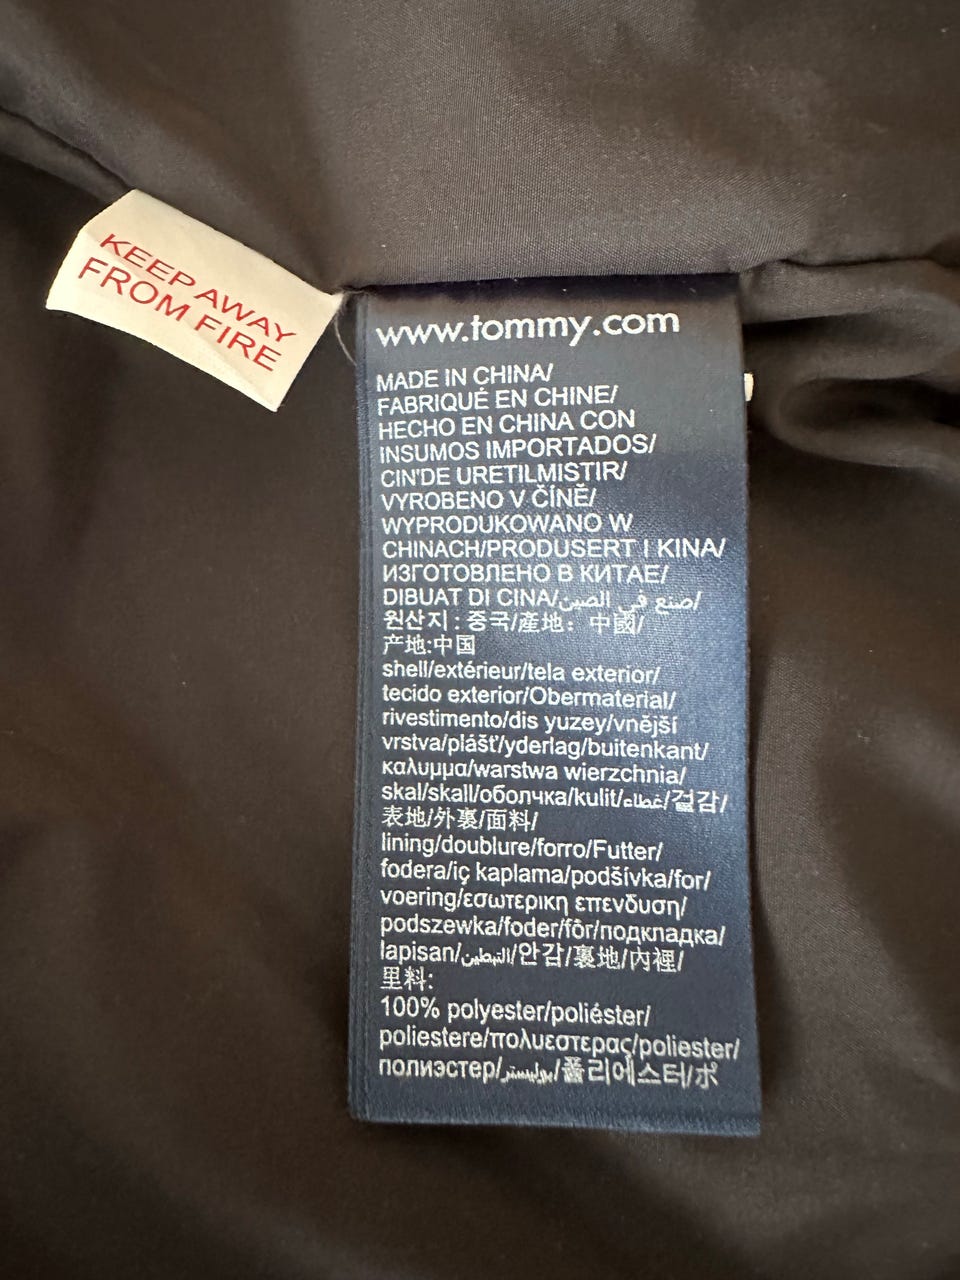 KEEP AWAY
FROM FIRE
www.tommy.com
MADE IN CHINA/
FABRIQUÉ EN CHINE/
HECHO EN CHINA CON
INSUMOS IMPORTADOS/
CIN'DE URETILMISTIR/
VYROBENO V ČÍNĚ/
WYPRODUKOWANO W
CHINACH/PRODUSERT I KINA/
ИЗГОТОВЛЕНО В КИТАЕ/
DIBUAT DI CINA/صنع في الصين/
원산지 : 중국/產地：中國/
产地:中国
shell/extérieur/tela exterior/
tecido exterior/Obermaterial/
rivestimento/dis yuzey/vnější
vrstva/plášť/yderlag/buitenkant/
καλυμμα/warstwa wierzchnia/
skal/skall/оболчка/kulit/غطاء/겉감/
表地/外裏/面料/
lining/doublure/forro/Futter/
fodera/iç kaplama/podšívka/for/
voering/εσωτερικη επενδυση/
podszewka/foder/fôr/подкладка/
lapisan/التبطين/안감/裏地/內裡/
里料:
100% polyester/poliéster/
poliestere/πολυεστερας/poliester/
полиэстер/بوليستر/폴리에스터/ポ